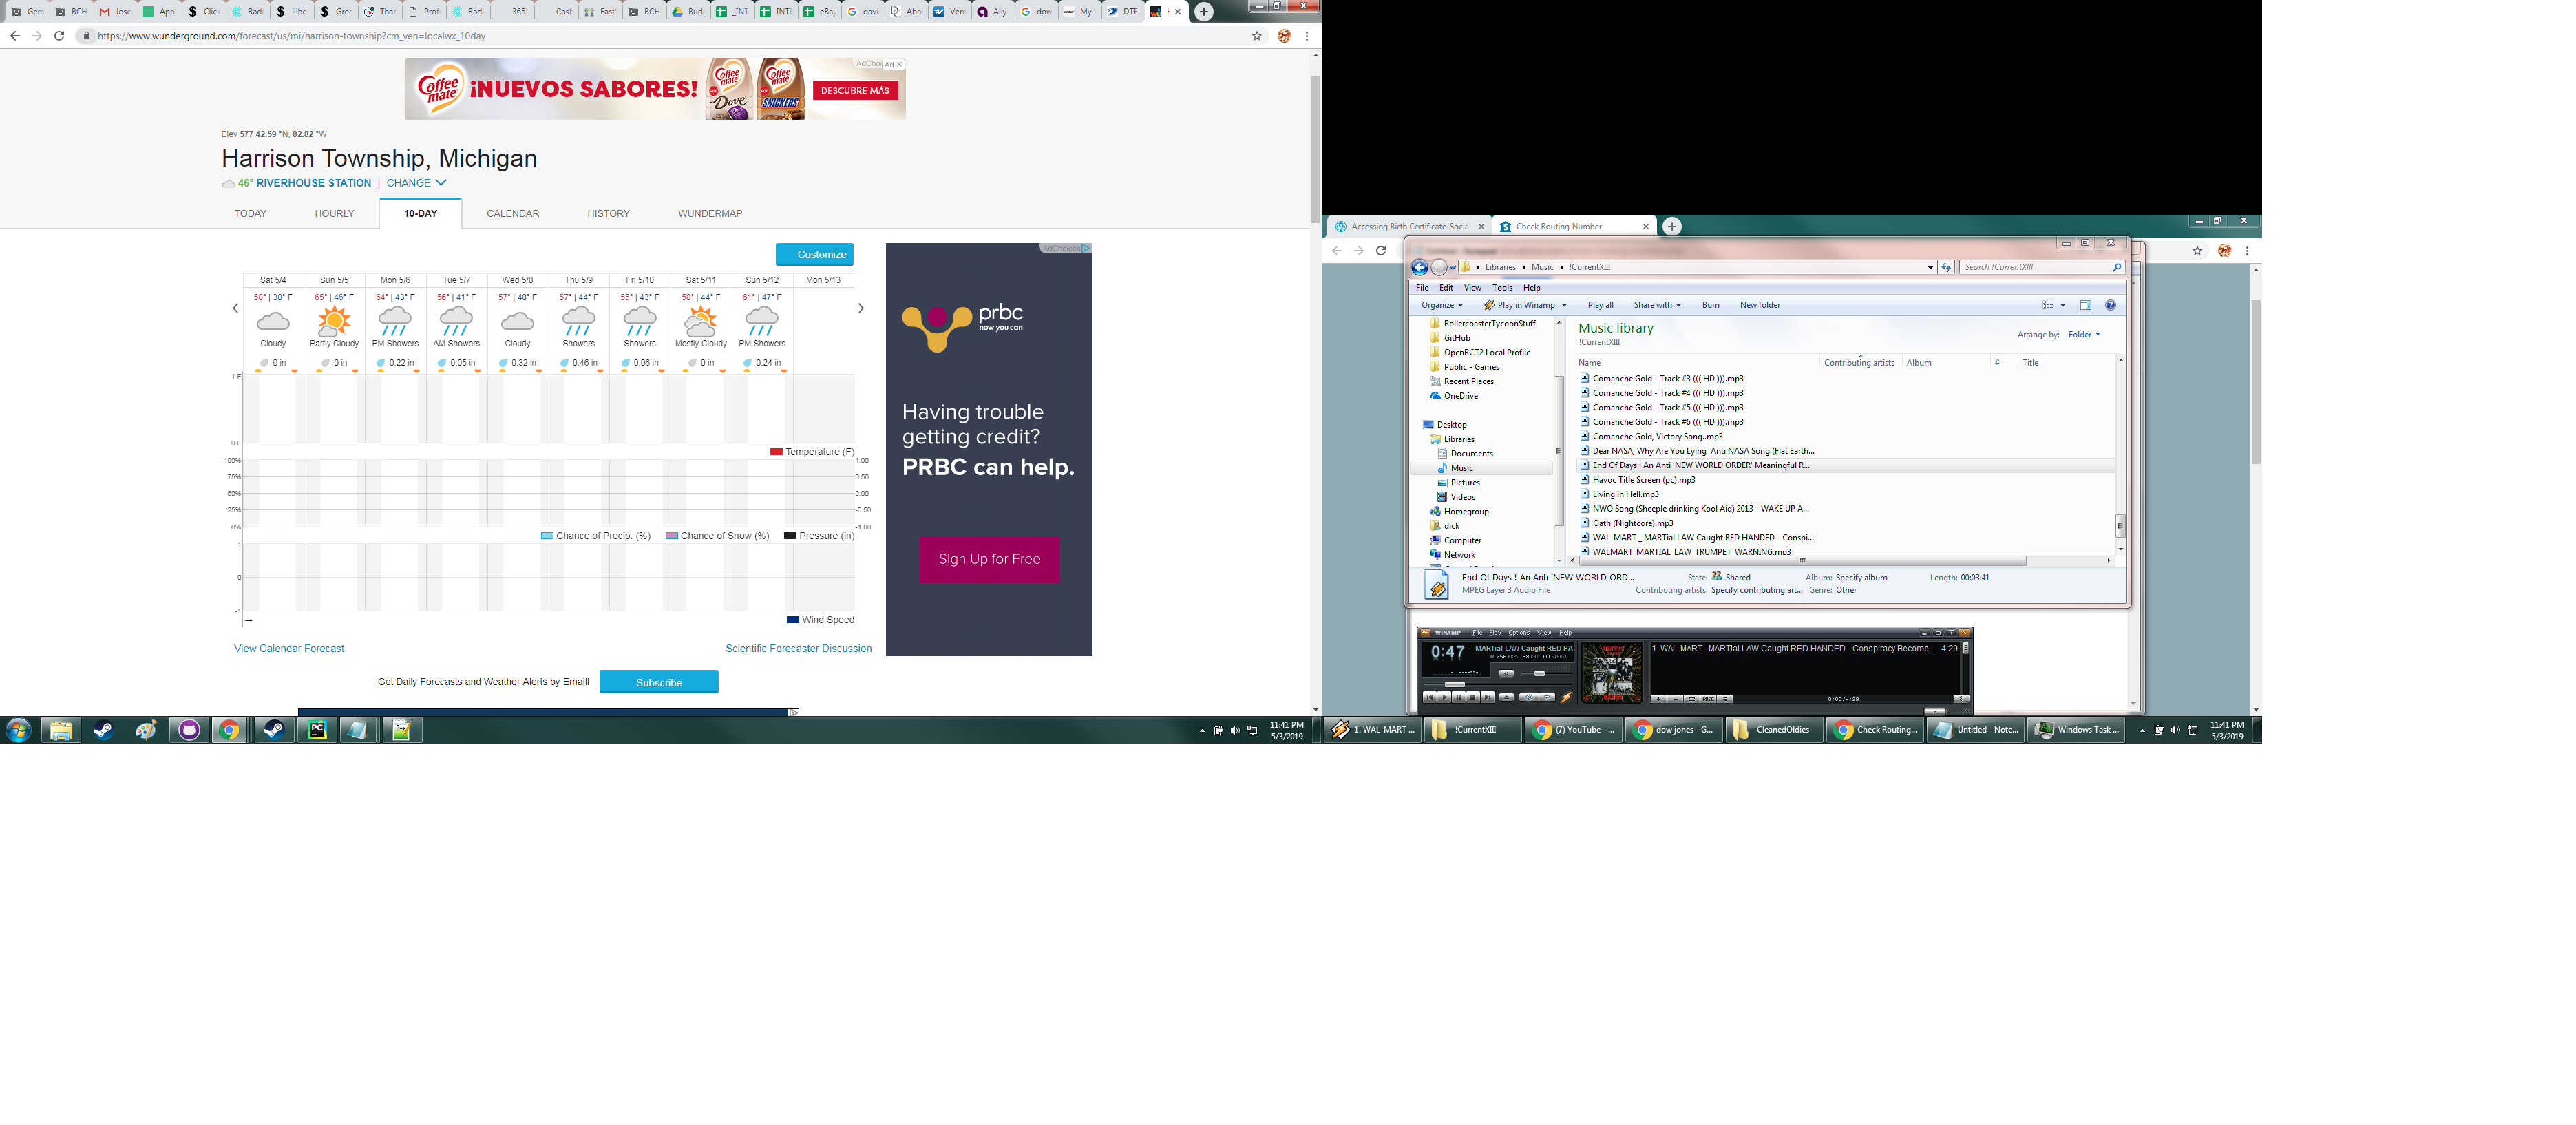 Gen
BCH
Jose
App
Click
Radi
Libe
Grea
Than
Prof
Radi
365
Cas
Fast
BCH
Bud
_INT
INT
eBa
davi
Abo
Ven
Ally
dow
My
DTE
https://www.wunderground.com/forecast/us/mi/harrison-township?cm_ven=localwx_10day
Coffee mate
¡NUEVOS SABORES!
Coffee mate Dove
Coffee mate SNICKERS
DESCUBRE MÁS
Ad
Elev 577 42.59 °N, 82.82 °W
Harrison Township, Michigan
46° RIVERHOUSE STATION | CHANGE
TODAY HOURLY 10-DAY CALENDAR HISTORY WUNDERMAP
Customize
Sat 5/4 Sun 5/5 Mon 5/6 Tue 5/7 Wed 5/8 Thu 5/9 Fri 5/10 Sat 5/11 Sun 5/12 Mon 5/13
58° | 38° F 65° | 46° F 64° | 43° F 56° | 41° F 57° | 48° F 57° | 44° F 55° | 43° F 58° | 44° F 61° | 47° F
Cloudy Partly Cloudy PM Showers AM Showers Cloudy Showers Showers Mostly Cloudy PM Showers
0 in 0 in 0.22 in 0.05 in 0.32 in 0.46 in 0.06 in 0 in 0.24 in
1 F
0 F
Temperature (F)
100% 1.00
75% 0.50
50% 0.00
25% -0.50
0% -1.00
Chance of Precip. (%) Chance of Snow (%) Pressure (in)
1
0
-1
Wind Speed
View Calendar Forecast Scientific Forecaster Discussion
Get Daily Forecasts and Weather Alerts by Email! Subscribe
AdChoices
prbc
now you can
Having trouble
getting credit?
PRBC can help.
Sign Up for Free
11:41 PM
5/3/2019
Accessing Birth Certificate-Social
Check Routing Number
Libraries Music !CurrentXIII
Search !CurrentXIII
File Edit View Tools Help
Organize Play in Winamp Play all Share with Burn New folder
RollercoasterTycoonStuff
GitHub
OpenRCT2 Local Profile
Public - Games
Recent Places
OneDrive
Desktop
Libraries
Documents
Music
Pictures
Videos
Homegroup
dick
Computer
Network
Music library
!CurrentXIII
Arrange by: Folder
Name Contributing artists Album # Title
Comanche Gold - Track #3 ((( HD ))).mp3
Comanche Gold - Track #4 ((( HD ))).mp3
Comanche Gold - Track #5 ((( HD ))).mp3
Comanche Gold - Track #6 ((( HD ))).mp3
Comanche Gold, Victory Song..mp3
Dear NASA, Why Are You Lying  Anti NASA Song (Flat Earth...
End Of Days ! An Anti 'NEW WORLD ORDER' Meaningful R...
Havoc Title Screen (pc).mp3
Living in Hell.mp3
NWO Song (Sheeple drinking Kool Aid) 2013 - WAKE UP A...
Oath (Nightcore).mp3
WAL-MART _ MARTial LAW Caught RED HANDED - Conspi...
WALMART MARTIAL LAW TRUMPET WARNING.mp3
End Of Days ! An Anti 'NEW WORLD ORD... State: Shared Album: Specify album Length: 00:03:41
MPEG Layer 3 Audio File Contributing artists: Specify contributing art... Genre: Other
WINAMP File Play Options View Help
0:47 MARTial LAW Caught RED HA
256 KBPS 48 KHZ STEREO
1. WAL-MART MARTial LAW Caught RED HANDED - Conspiracy Become... 4:29
MISC
0:00/4:29
1. WAL-MART ...
!CurrentXIII
(7) YouTube - ...
dow jones - G...
CleanedOldies
Check Routing...
Untitled - Note...
Windows Task ...
11:41 PM
5/3/2019